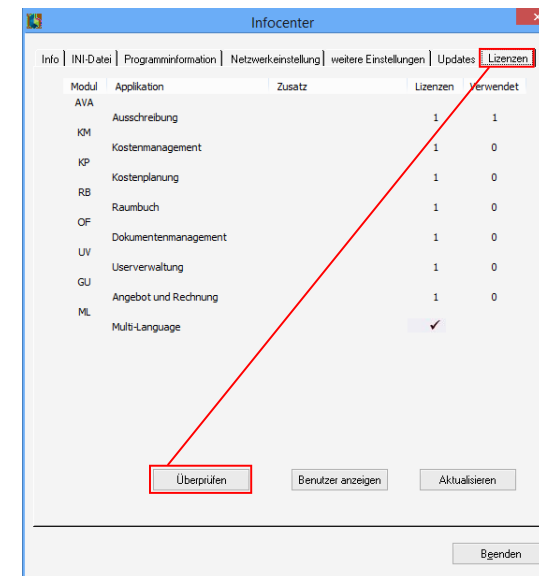 Infocenter
Info INI-Datei Programminformation Netzwerkeinstellung weitere Einstellungen Updates Lizenzen
Modul Applikation Zusatz Lizenzen Verwendet
AVA
Ausschreibung 1 1
KM
Kostenmanagement 1 0
KP
Kostenplanung 1 0
RB
Raumbuch 1 0
OF
Dokumentenmanagement 1 0
UV
Userverwaltung 1 0
GU
Angebot und Rechnung 1 0
ML
Multi-Language ✓
Überprüfen Benutzer anzeigen Aktualisieren
Beenden